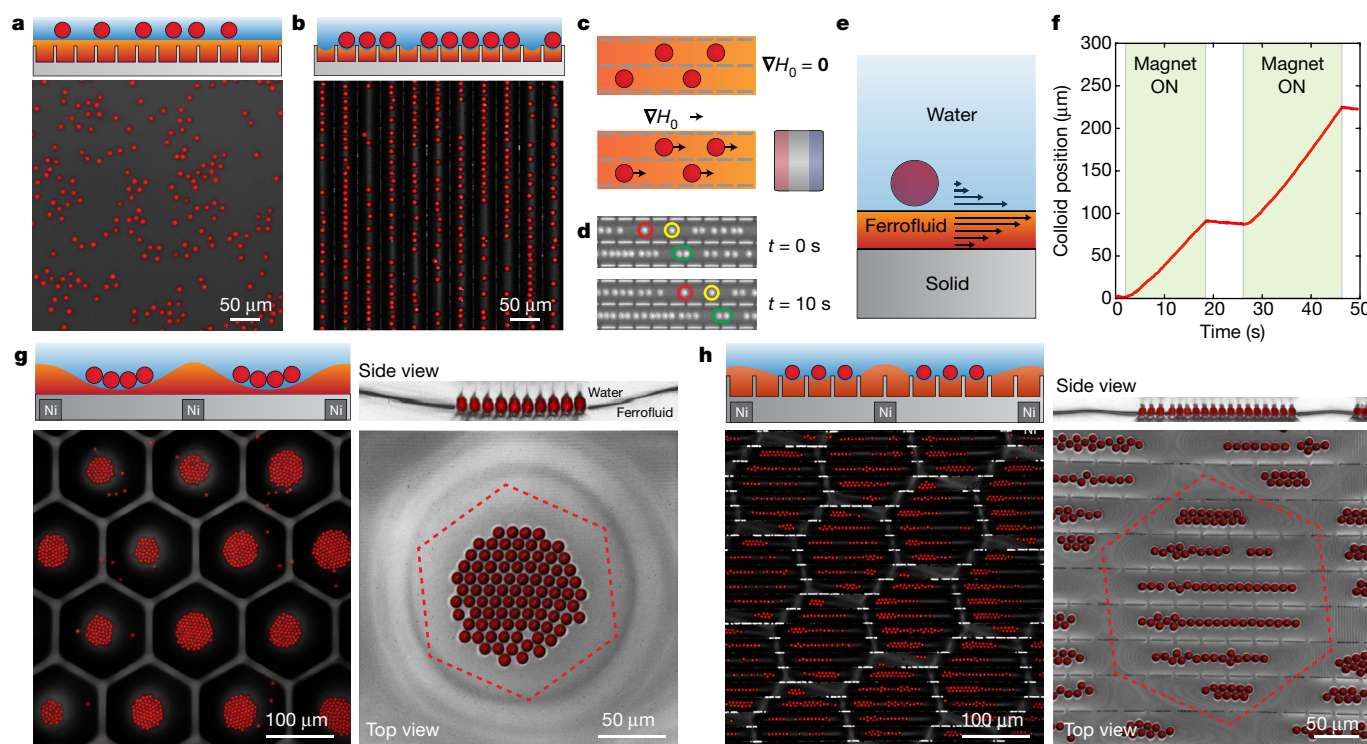 a
50 μm
b
50 μm
c
∇H₀ = 0
∇H₀ →
d
t = 0 s
t = 10 s
e
Water
Ferrofluid
Solid
f
Colloid position (μm)
300
250
200
150
100
50
0
Magnet ON
Magnet ON
0
10
20
30
40
50
Time (s)
g
Ni
Ni
Ni
100 μm
Side view
Water
Ferrofluid
Top view
50 μm
h
Ni
Ni
Ni
Ni
100 μm
Side view
Top view
50 μm